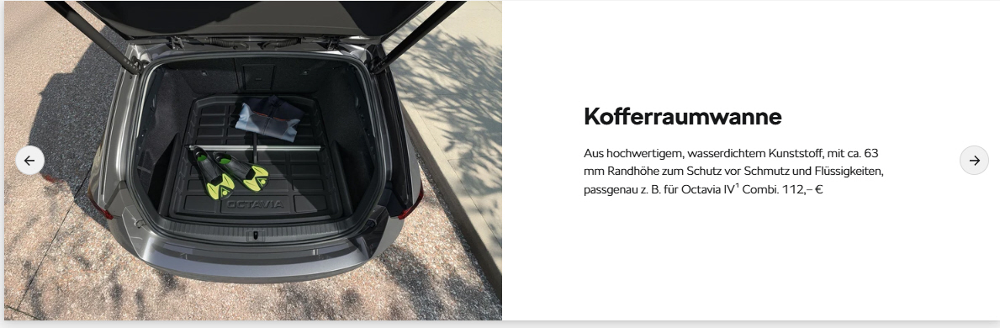 OCTAVIA
Kofferraumwanne
Aus hochwertigem, wasserdichtem Kunststoff, mit ca. 63
mm Randhöhe zum Schutz vor Schmutz und Flüssigkeiten,
passgenau z. B. für Octavia IV¹ Combi. 112,– €